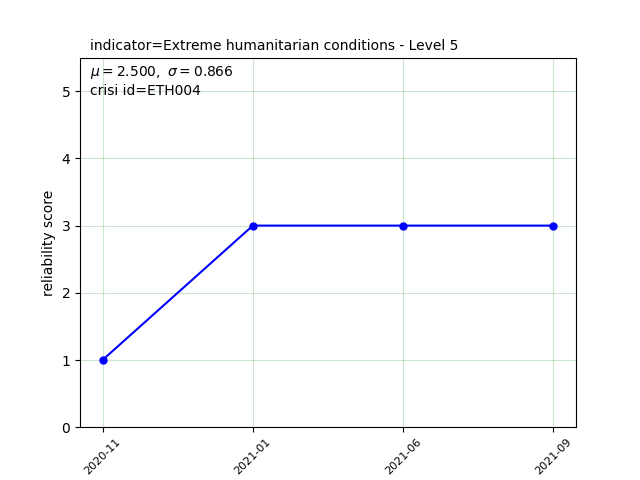 indicator=Extreme humanitarian conditions - Level 5
μ = 2.500, σ = 0.866
crisi id=ETH004
reliability score
5
4
3
2
1
0
2020-11
2021-01
2021-06
2021-09